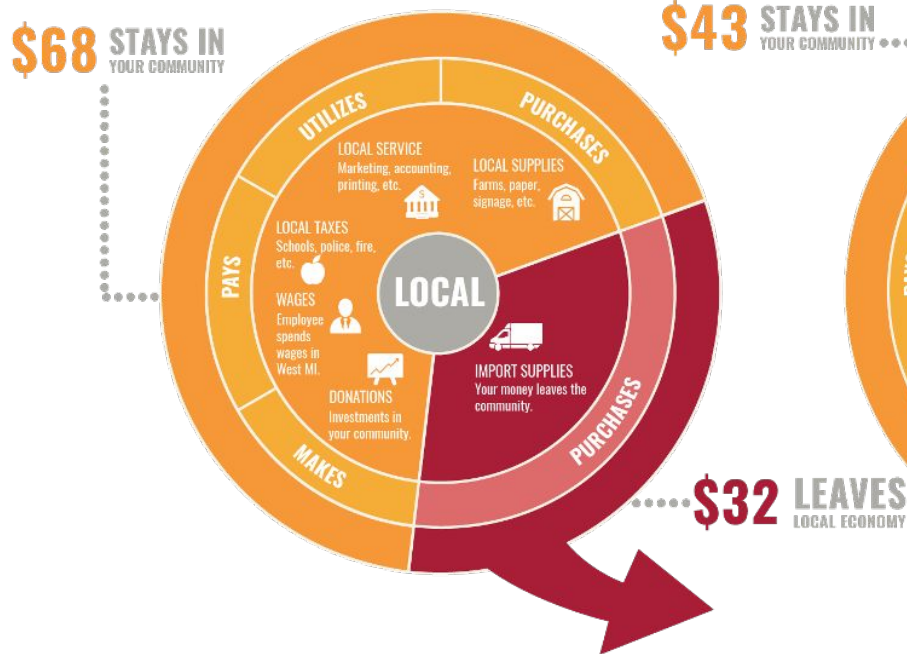 $68 STAYS IN
YOUR COMMUNITY
$43 STAYS IN
YOUR COMMUNITY
UTILIZES
PURCHASES
LOCAL SERVICE
Marketing, accounting,
printing, etc.
LOCAL SUPPLIES
Farms, paper,
signage, etc.
LOCAL TAXES
Schools, police, fire,
etc.
PAYS
LOCAL
WAGES
Employee
spends
wages in
West MI.
IMPORT SUPPLIES
Your money leaves the
community.
DONATIONS
Investments in
your community.
MAKES
PURCHASES
$32 LEAVES
LOCAL ECONOMY